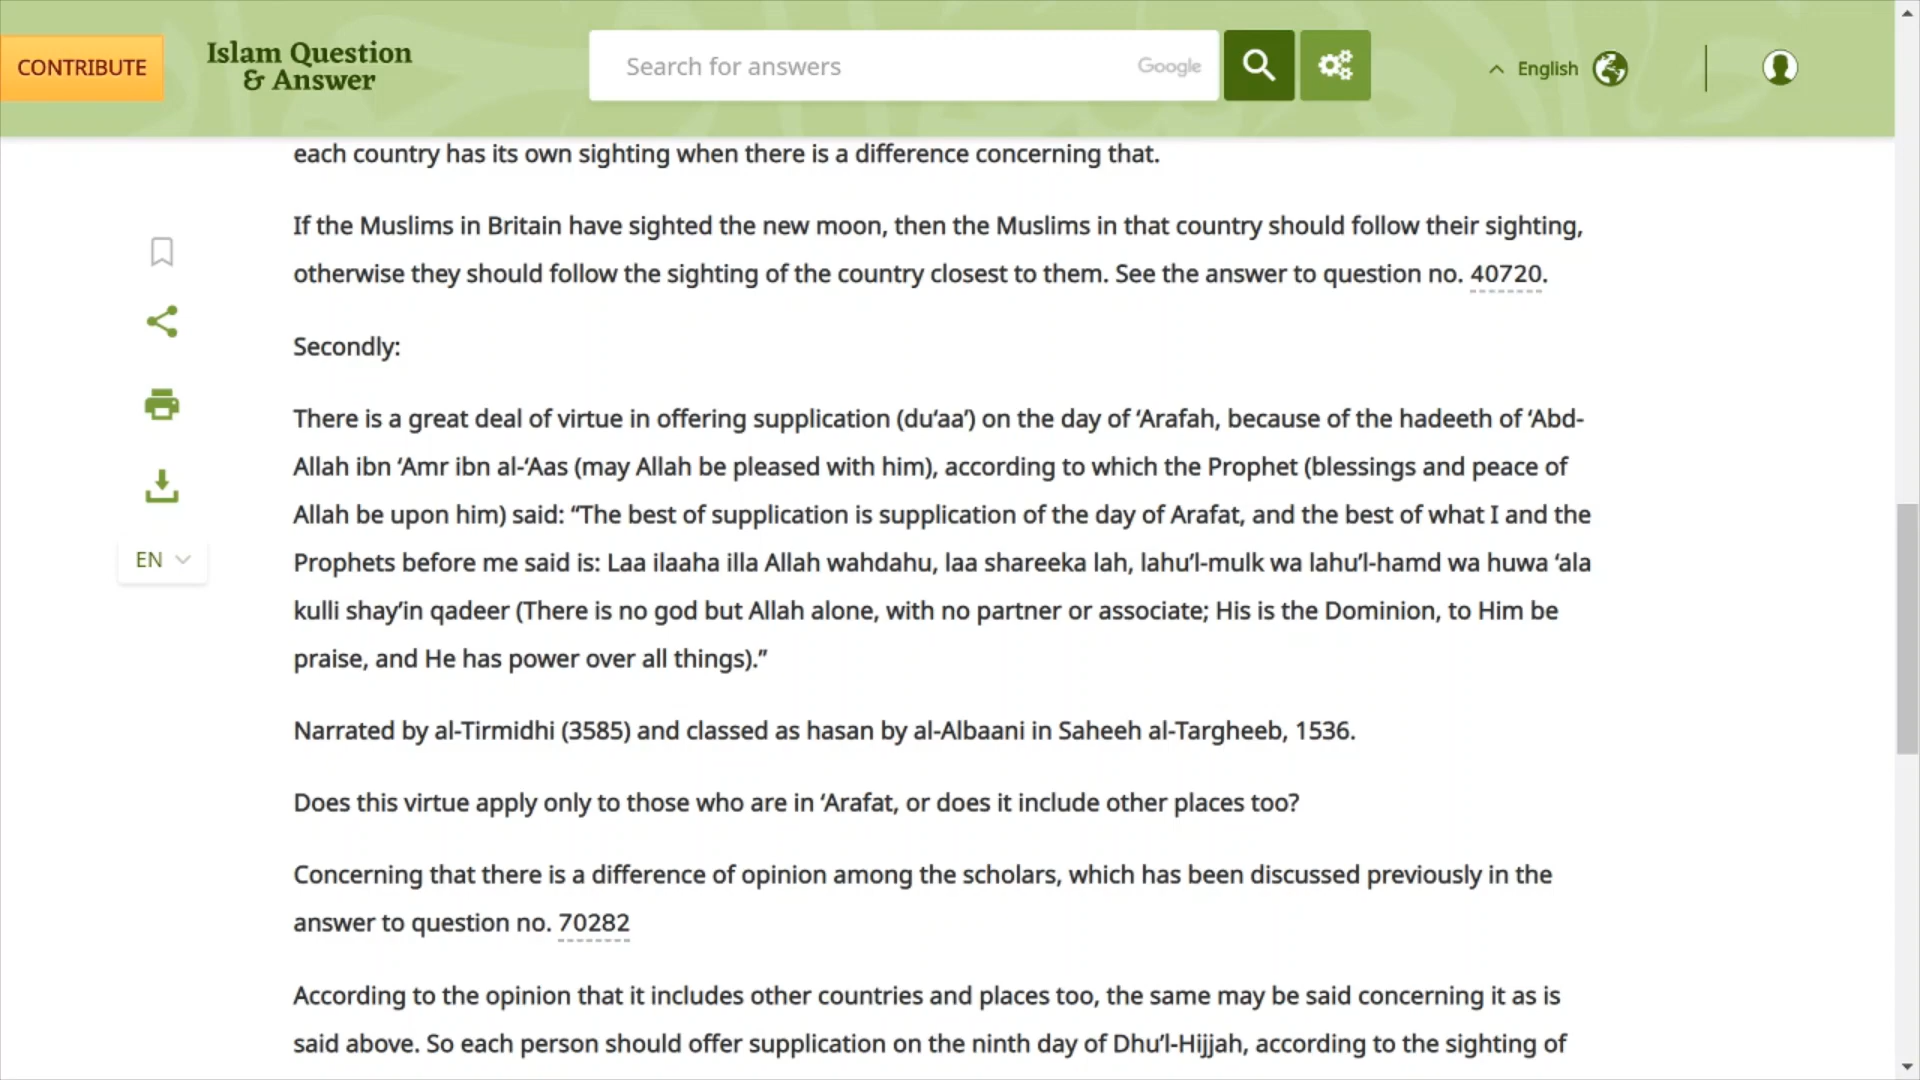 CONTRIBUTE
Islam Question
& Answer
Search for answers
Google
English
each country has its own sighting when there is a difference concerning that.
If the Muslims in Britain have sighted the new moon, then the Muslims in that country should follow their sighting,
otherwise they should follow the sighting of the country closest to them. See the answer to question no. 40720.
Secondly:
There is a great deal of virtue in offering supplication (du‘aa’) on the day of ‘Arafah, because of the hadeeth of ‘Abd-
Allah ibn ‘Amr ibn al-‘Aas (may Allah be pleased with him), according to which the Prophet (blessings and peace of
Allah be upon him) said: “The best of supplication is supplication of the day of Arafat, and the best of what I and the
Prophets before me said is: Laa ilaaha illa Allah wahdahu, laa shareeka lah, lahu’l-mulk wa lahu’l-hamd wa huwa ‘ala
kulli shay’in qadeer (There is no god but Allah alone, with no partner or associate; His is the Dominion, to Him be
praise, and He has power over all things).”
Narrated by al-Tirmidhi (3585) and classed as hasan by al-Albaani in Saheeh al-Targheeb, 1536.
Does this virtue apply only to those who are in ‘Arafat, or does it include other places too?
Concerning that there is a difference of opinion among the scholars, which has been discussed previously in the
answer to question no. 70282
According to the opinion that it includes other countries and places too, the same may be said concerning it as is
said above. So each person should offer supplication on the ninth day of Dhu’l-Hijjah, according to the sighting of
EN